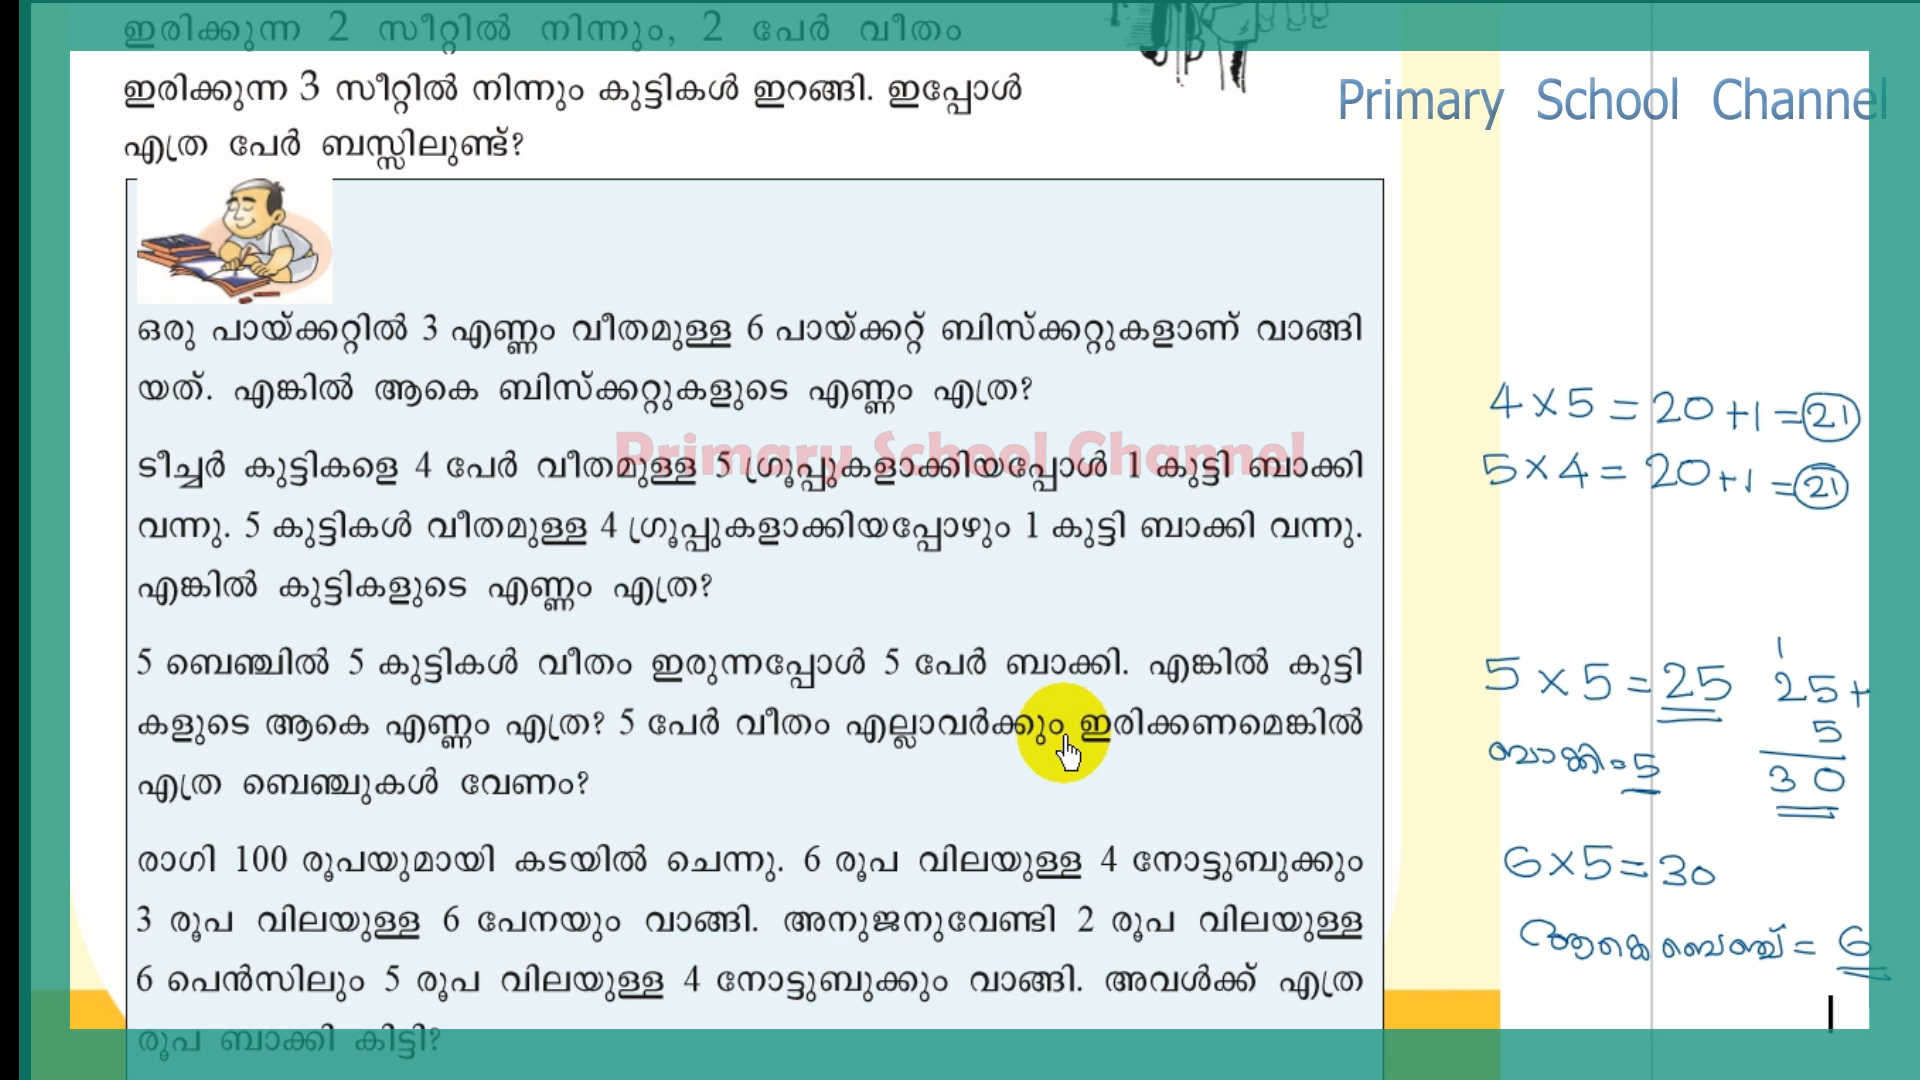 ഇരിക്കുന്ന 2 സീറ്റിൽ നിന്നും, 2 പേർ വീതം
ഇരിക്കുന്ന 3 സീറ്റിൽ നിന്നും കുട്ടികൾ ഇറങ്ങി. ഇപ്പോൾ
എത്ര പേർ ബസ്സിലുണ്ട്?
Primary School Channel
ഒരു പായ്ക്കറ്റിൽ 3 എണ്ണം വീതമുള്ള 6 പായ്ക്കറ്റ് ബിസ്ക്കറ്റുകളാണ് വാങ്ങി
യത്. എങ്കിൽ ആകെ ബിസ്ക്കറ്റുകളുടെ എണ്ണം എത്ര?
Primary School Channel
ടീച്ചർ കുട്ടികളെ 4 പേർ വീതമുള്ള 5 ഗ്രൂപ്പുകളാക്കിയപ്പോൾ 1 കുട്ടി ബാക്കി
വന്നു. 5 കുട്ടികൾ വീതമുള്ള 4 ഗ്രൂപ്പുകളാക്കിയപ്പോഴും 1 കുട്ടി ബാക്കി വന്നു.
എങ്കിൽ കുട്ടികളുടെ എണ്ണം എത്ര?
5 ബെഞ്ചിൽ 5 കുട്ടികൾ വീതം ഇരുന്നപ്പോൾ 5 പേർ ബാക്കി. എങ്കിൽ കുട്ടി
കളുടെ ആകെ എണ്ണം എത്ര? 5 പേർ വീതം എല്ലാവർക്കും ഇരിക്കണമെങ്കിൽ
എത്ര ബെഞ്ചുകൾ വേണം?
രാഗി 100 രൂപയുമായി കടയിൽ ചെന്നു. 6 രൂപ വിലയുള്ള 4 നോട്ടുബുക്കും
3 രൂപ വിലയുള്ള 6 പേനയും വാങ്ങി. അനുജനുവേണ്ടി 2 രൂപ വിലയുള്ള
6 പെൻസിലും 5 രൂപ വിലയുള്ള 4 നോട്ടുബുക്കും വാങ്ങി. അവൾക്ക് എത്ര
രൂപ ബാക്കി കിട്ടി?
4 × 5 = 20 + 1 = 21
5 × 4 = 20 + 1 = 21
5 × 5 = 25
ബാക്കി = 5
1
25 +
5
30
6 × 5 = 30
ആകെ ബെഞ്ച് = 6